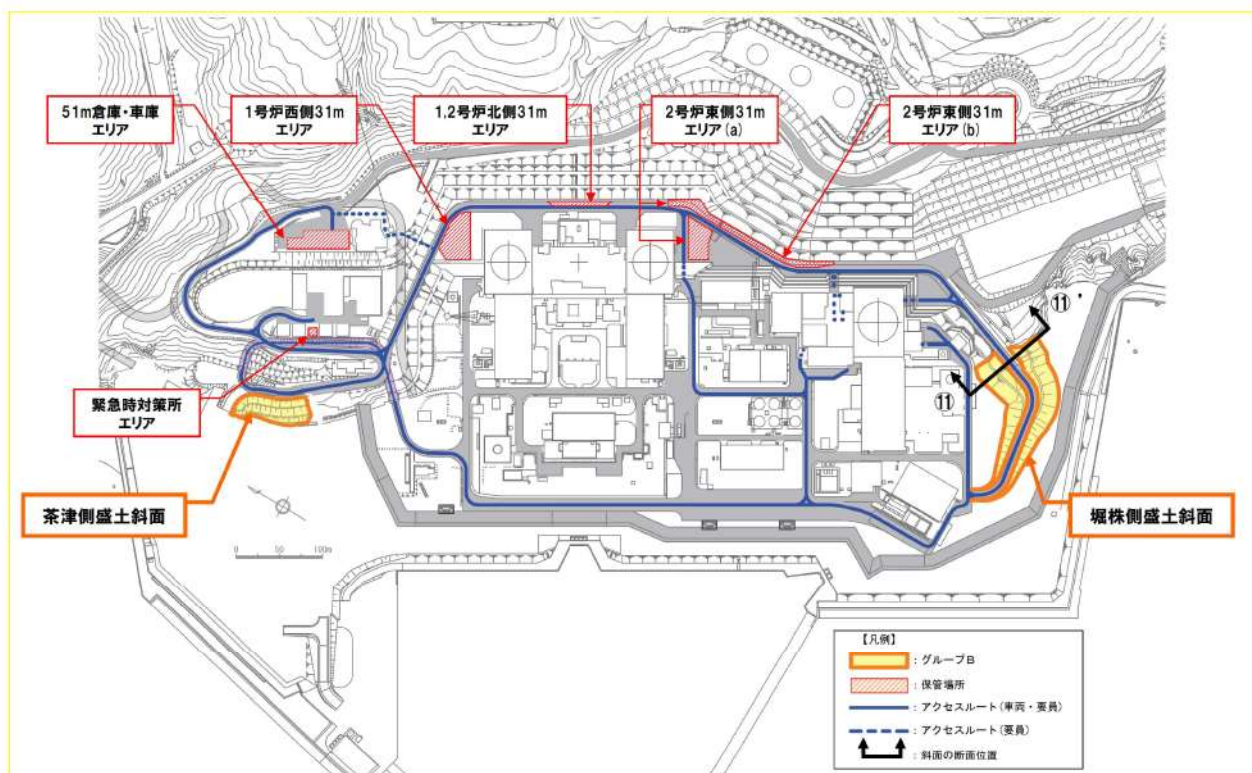 51m倉庫・車庫
エリア
1号炉西側31m
エリア
1,2号炉北側31m
エリア
2号炉東側31m
エリア(a)
2号炉東側31m
エリア(b)
⑪
⑪
緊急時対策所
エリア
茶津側盛土斜面
堀株側盛土斜面
0 50 100m
【凡例】
:グループB
:保管場所
:アクセスルート(車両・要員)
:アクセスルート(要員)
:斜面の断面位置